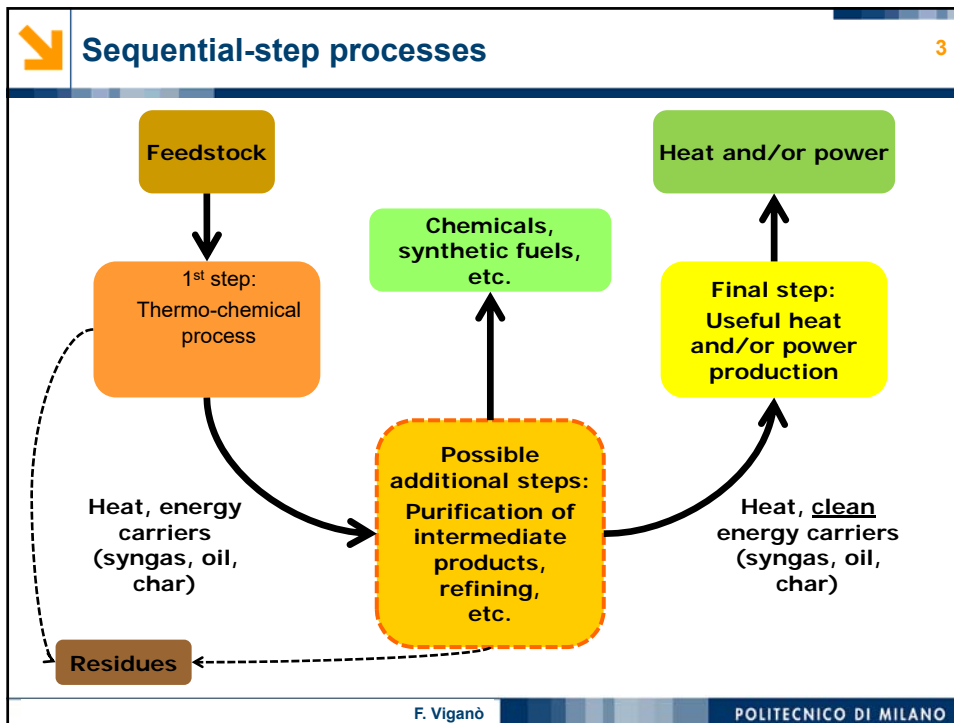 Sequential-step processes
3
Feedstock
Heat and/or power
Chemicals,
synthetic fuels,
etc.
1st step:
Thermo-chemical
process
Final step:
Useful heat
and/or power
production
Possible
additional steps:
Purification of
intermediate
products,
refining,
etc.
Heat, energy
carriers
(syngas, oil,
char)
Heat, clean
energy carriers
(syngas, oil,
char)
Residues
F. Viganò
POLITECNICO DI MILANO